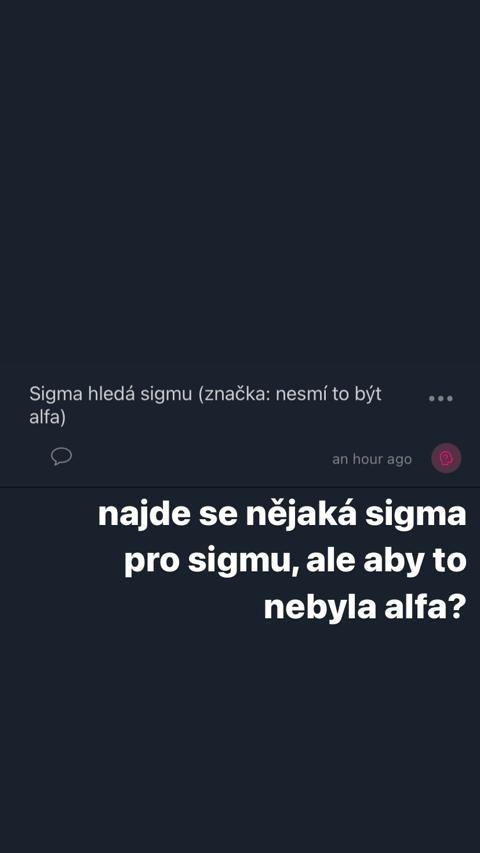 Sigma hledá sigmu (značka: nesmí to být
alfa)
an hour ago
najde se nějaká sigma
pro sigmu, ale aby to
nebyla alfa?